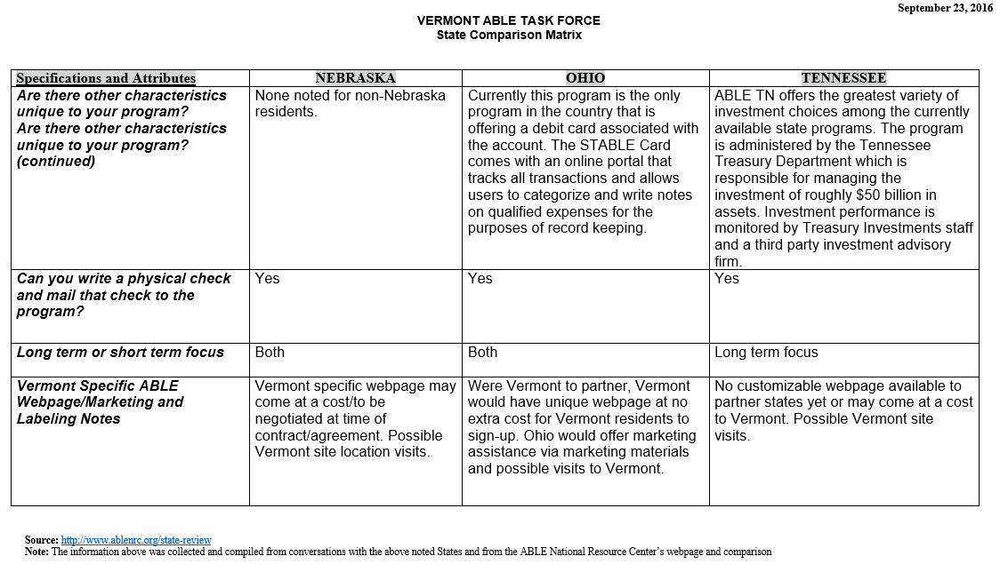 September 23, 2016
VERMONT ABLE TASK FORCE
State Comparison Matrix
Specifications and Attributes
NEBRASKA
OHIO
TENNESSEE
Are there other characteristics
unique to your program?
Are there other characteristics
unique to your program?
(continued)
None noted for non-Nebraska
residents.
Currently this program is the only
program in the country that is
offering a debit card associated with
the account. The STABLE Card
comes with an online portal that
tracks all transactions and allows
users to categorize and write notes
on qualified expenses for the
purposes of record keeping.
ABLE TN offers the greatest variety of
investment choices among the currently
available state programs. The program
is administered by the Tennessee
Treasury Department which is
responsible for managing the
investment of roughly $50 billion in
assets. Investment performance is
monitored by Treasury Investments staff
and a third party investment advisory
firm.
Can you write a physical check
and mail that check to the
program?
Yes
Yes
Yes
Long term or short term focus
Both
Both
Long term focus
Vermont Specific ABLE
Webpage/Marketing and
Labeling Notes
Vermont specific webpage may
come at a cost/to be
negotiated at time of
contract/agreement. Possible
Vermont site location visits.
Were Vermont to partner, Vermont
would have unique webpage at no
extra cost for Vermont residents to
sign-up. Ohio would offer marketing
assistance via marketing materials
and possible visits to Vermont.
No customizable webpage available to
partner states yet or may come at a cost
to Vermont. Possible Vermont site
visits.
Source: http://www.ablenrc.org/state-review
Note: The information above was collected and compiled from conversations with the above noted States and from the ABLE National Resource Center's webpage and comparison